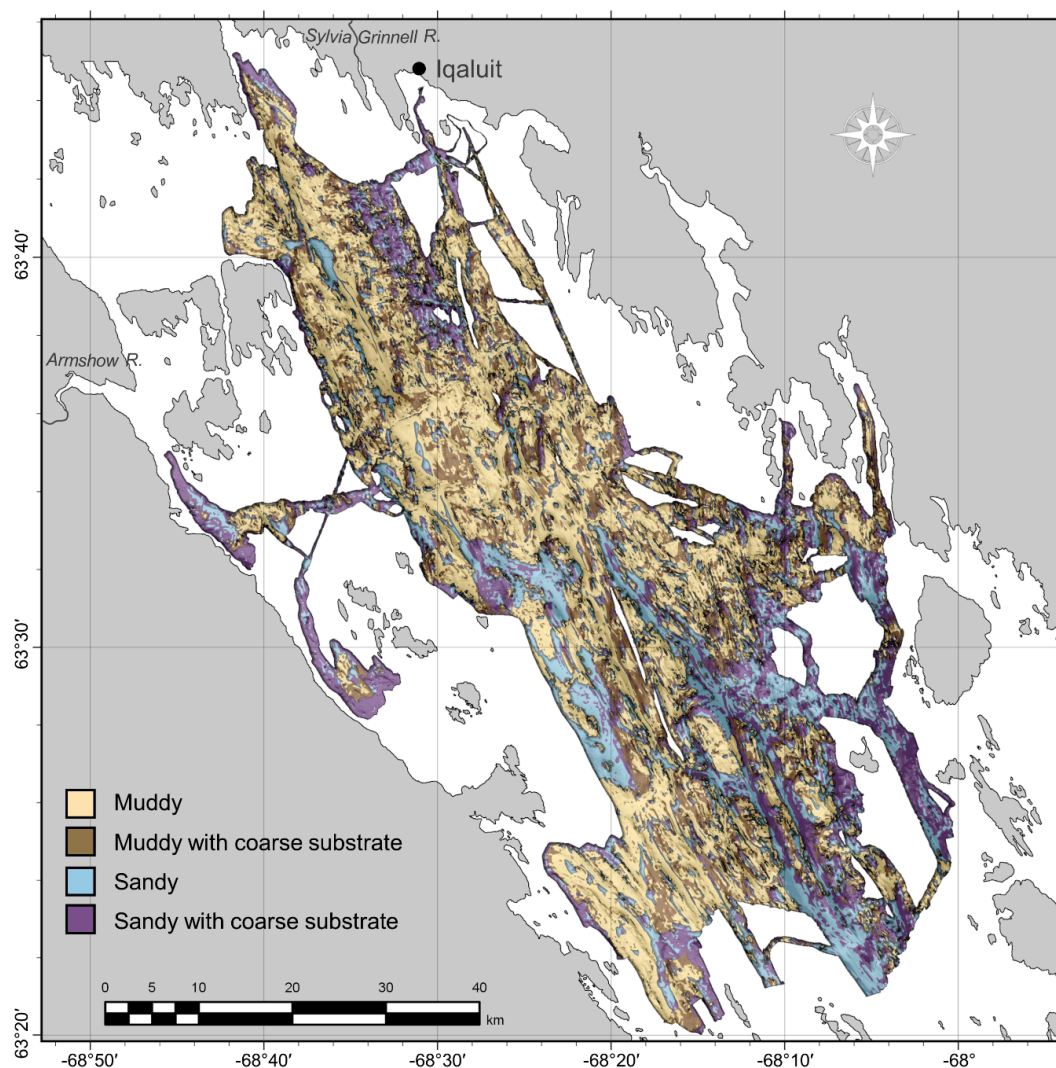 Sylvia Grinnell R.
Iqaluit
63°40'
Armshow R.
63°30'
Muddy
Muddy with coarse substrate
Sandy
Sandy with coarse substrate
0 5 10 20 30 40
km
63°20'
-68°50' -68°40' -68°30' -68°20' -68°10' -68°